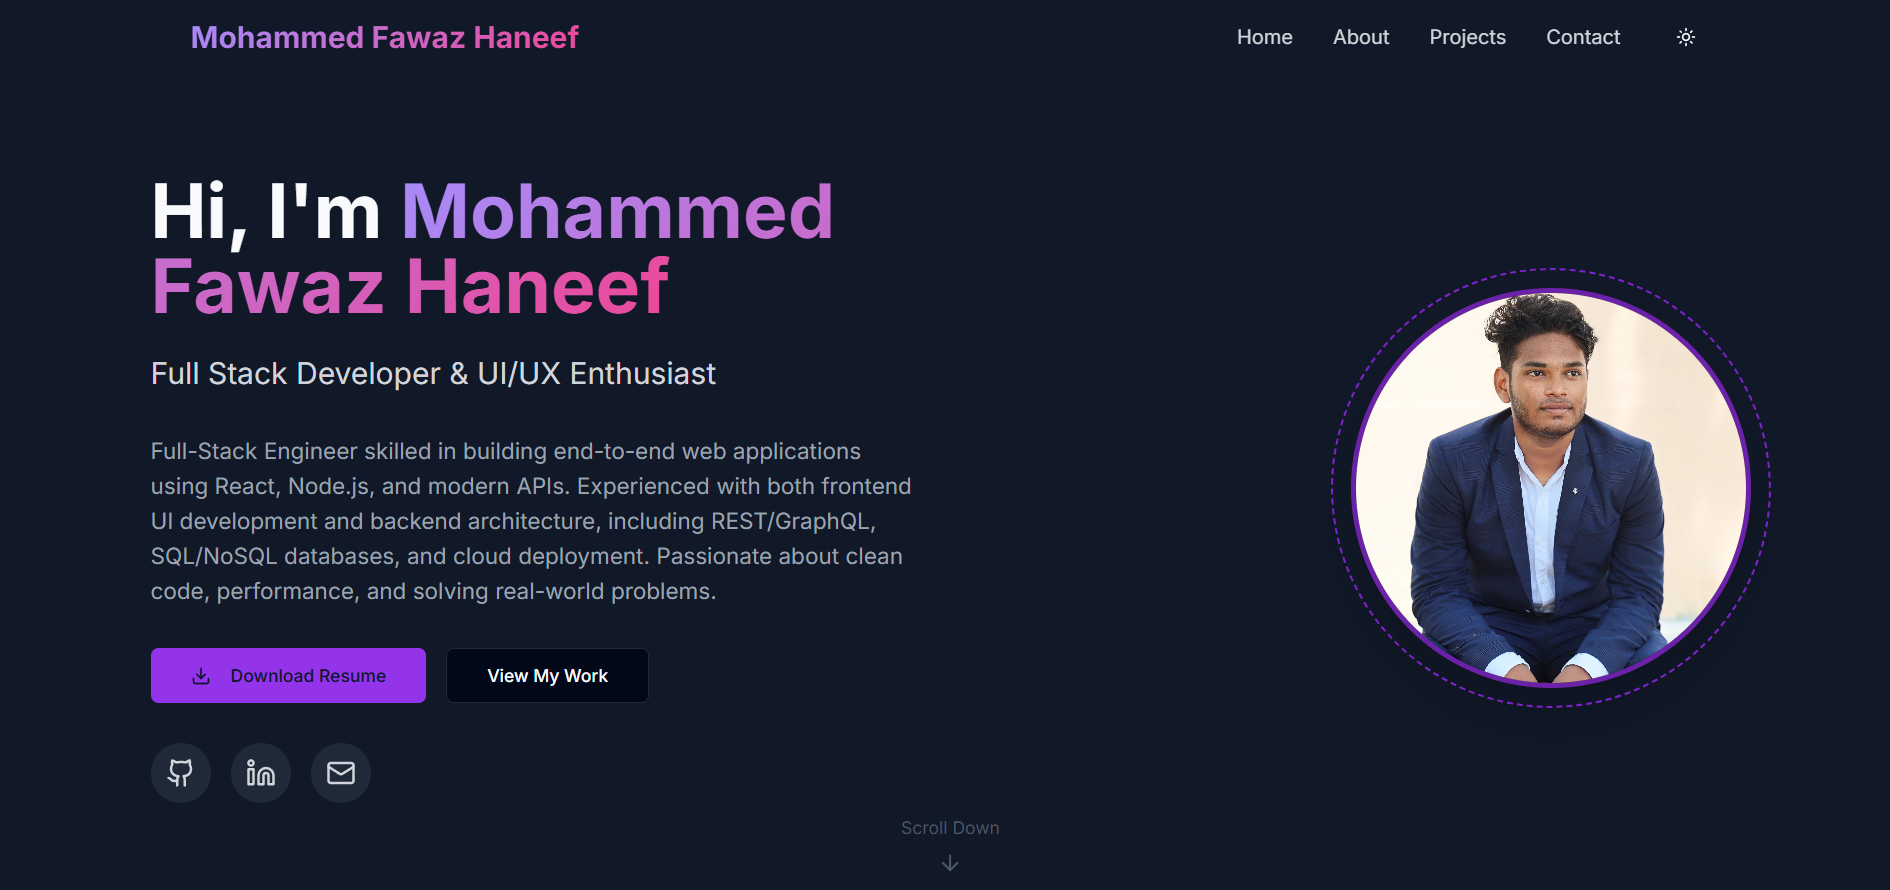 Mohammed Fawaz Haneef
Home About Projects Contact
Hi, I'm Mohammed
Fawaz Haneef
Full Stack Developer & UI/UX Enthusiast
Full-Stack Engineer skilled in building end-to-end web applications
using React, Node.js, and modern APIs. Experienced with both frontend
UI development and backend architecture, including REST/GraphQL,
SQL/NoSQL databases, and cloud deployment. Passionate about clean
code, performance, and solving real-world problems.
Download Resume View My Work
Scroll Down